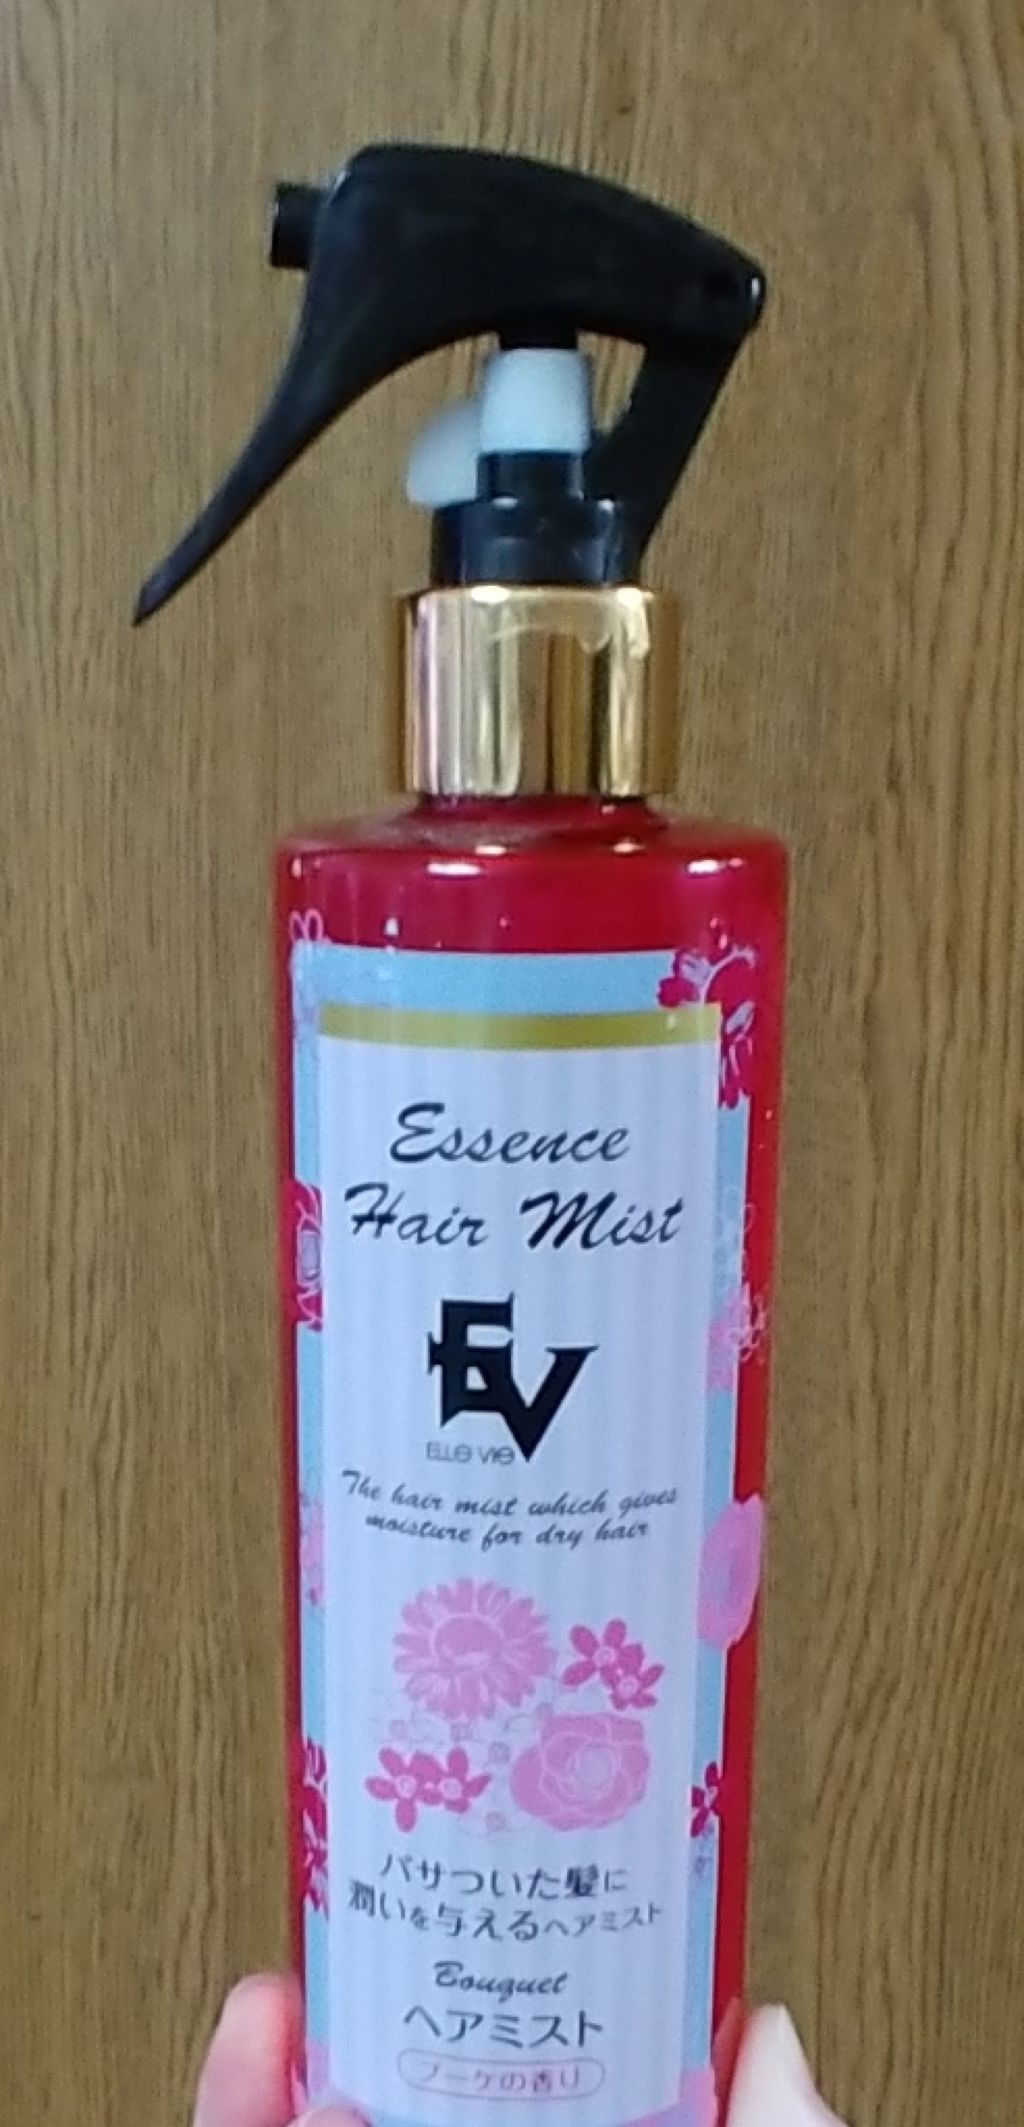 Essence
Hair Mist
EV
ELLE VIE
The hair mist which gives
moisture for dry hair
パサついた髪に
潤いを与えるヘアミスト
Bouquet
ヘアミスト
ブーケの香り